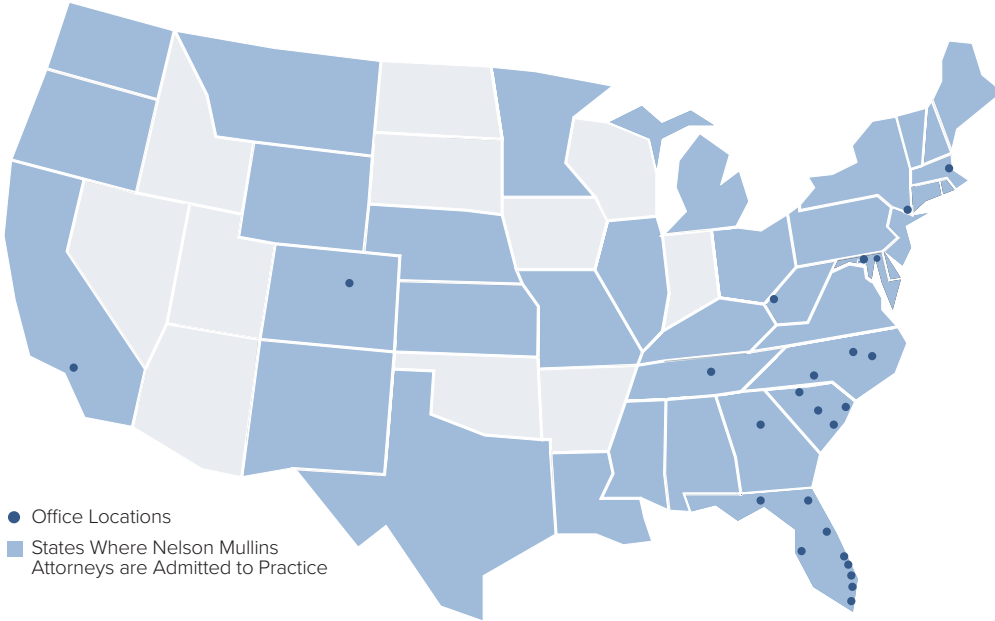 Office Locations
States Where Nelson Mullins
Attorneys are Admitted to Practice